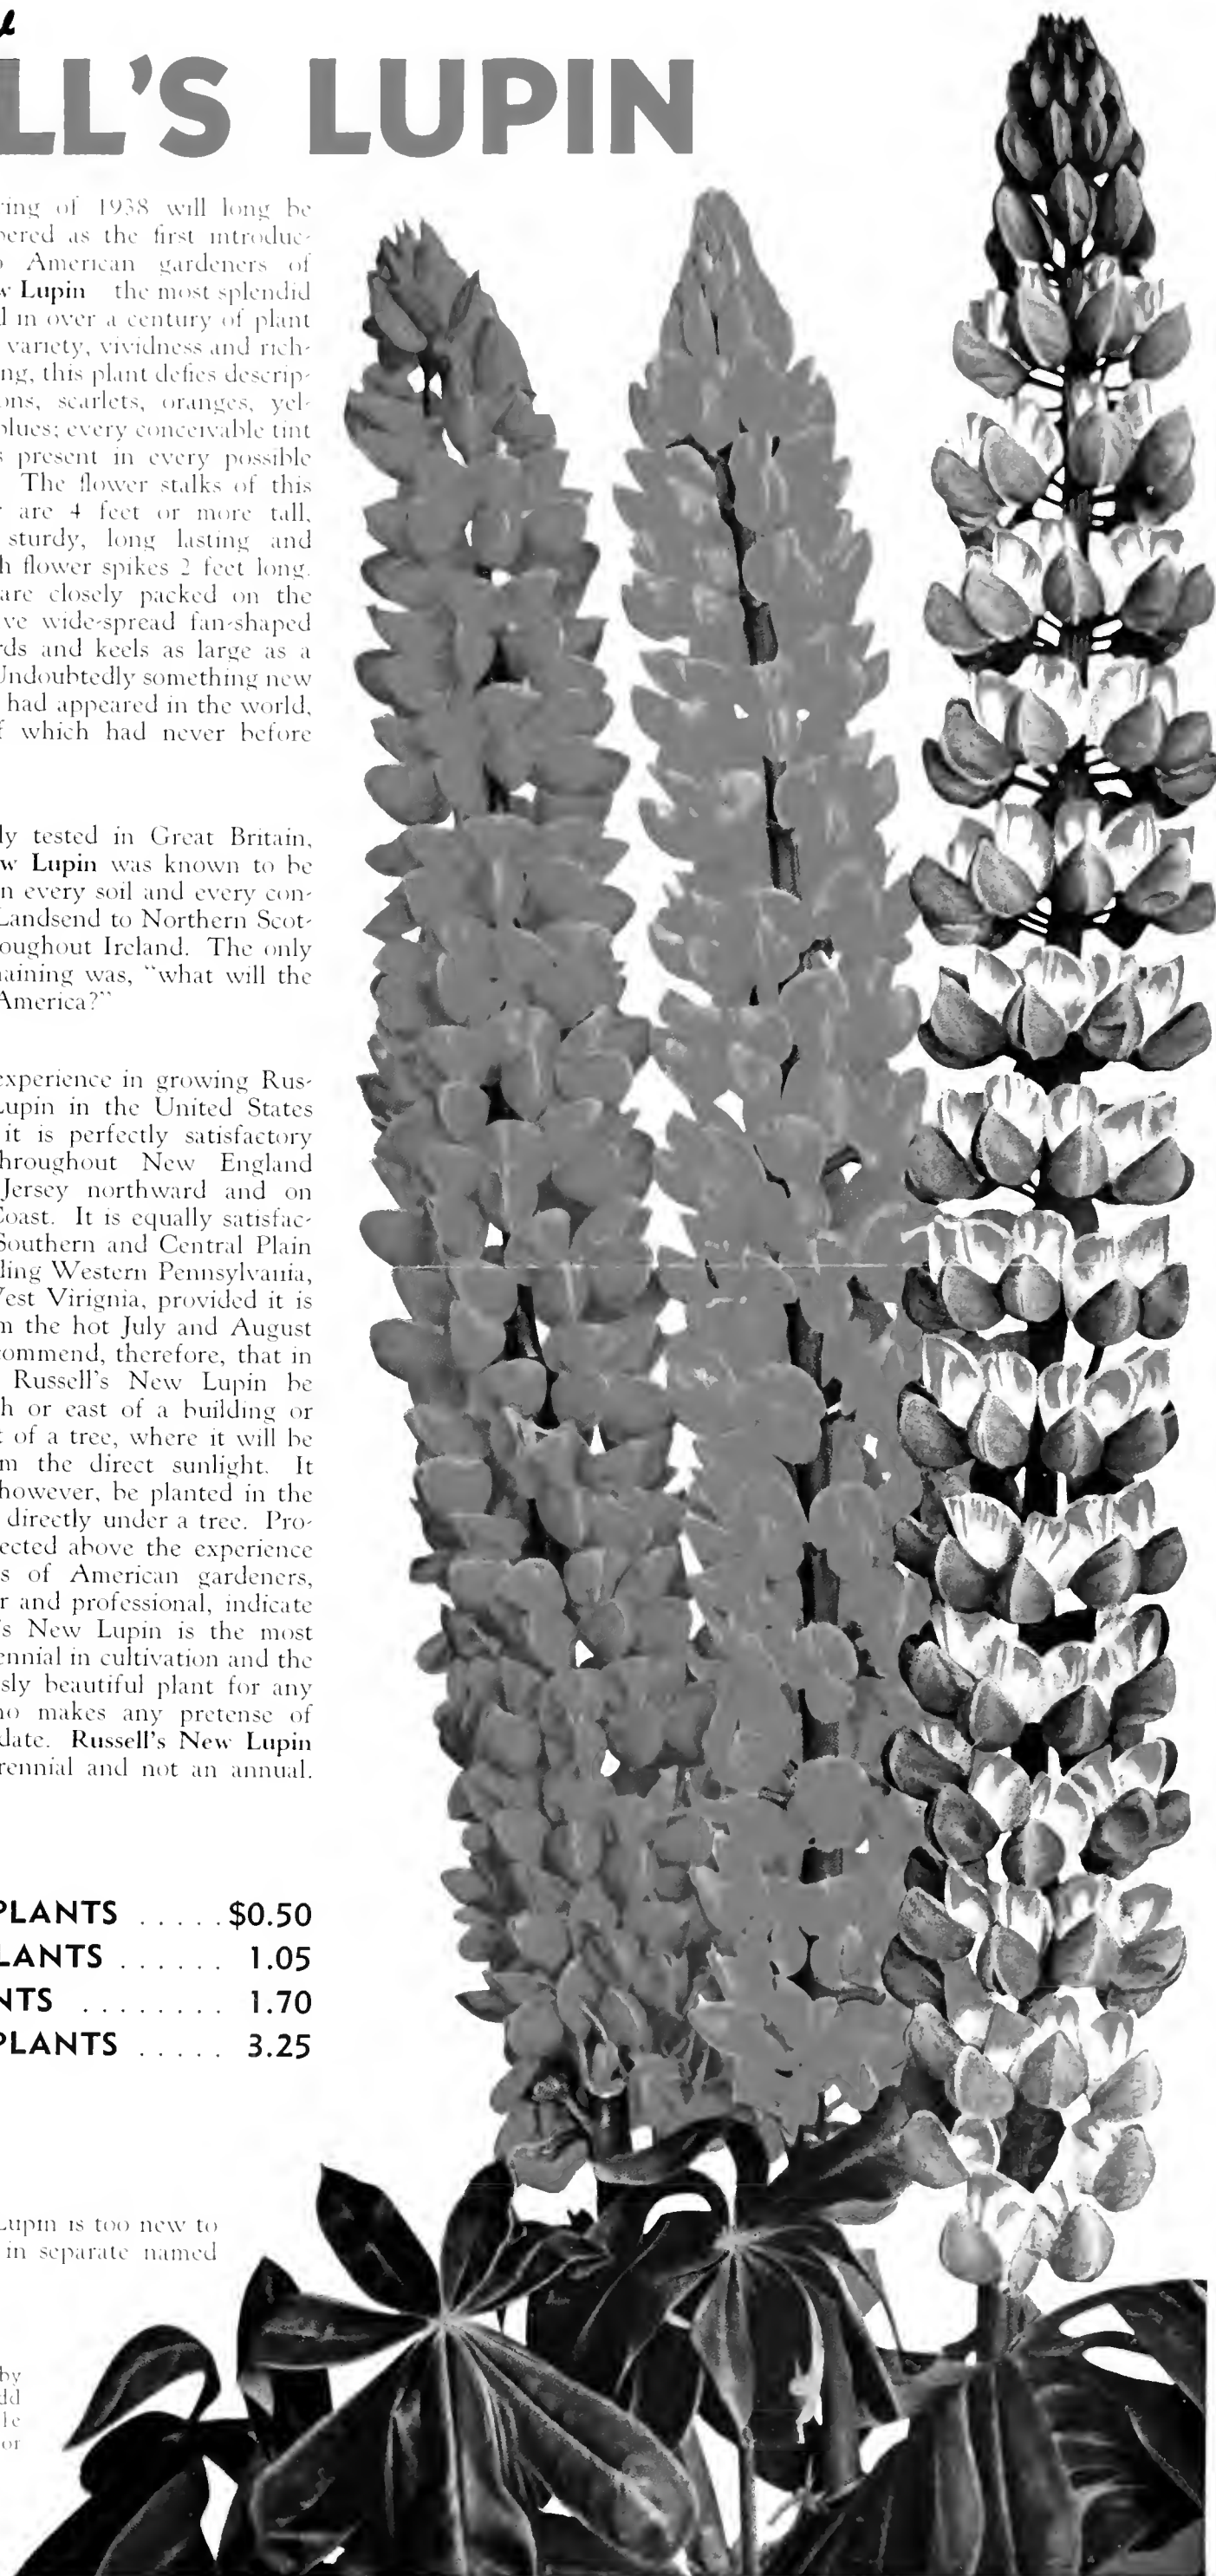 LL'S LUPIN
ring of 1938 will long be
bered as the first introduc-
o American gardeners of
w Lupin the most splendid
l in over a century of plant
variety, vividness and rich-
ng, this plant defies descrip-
ons, scarlets, oranges, yel-
blues; every conceivable tint
s present in every possible
The flower stalks of this
r are 4 feet or more tall,
sturdy, long lasting and
h flower spikes 2 feet long.
are closely packed on the
ve wide-spread fan-shaped
rds and keels as large as a
Undoubtedly something new
had appeared in the world,
f which had never before
ly tested in Great Britain,
w Lupin was known to be
n every soil and every con-
Landsend to Northern Scot-
roughout Ireland. The only
naining was, "what will the
America?"
experience in growing Rus-
Lupin in the United States
it is perfectly satisfactory
hroughout New England
Jersey northward and on
Coast. It is equally satisfac-
Southern and Central Plain
ding Western Pennsylvania,
Vest Virignia, provided it is
m the hot July and August
commend, therefore, that in
Russell's New Lupin be
h or east of a building or
t of a tree, where it will be
m the direct sunlight. It
however, be planted in the
directly under a tree. Pro-
ected above the experience
s of American gardeners,
r and professional, indicate
's New Lupin is the most
ennial in cultivation and the
sly beautiful plant for any
ho makes any pretense of
date. Russell's New Lupin
rennial and not an annual.
PLANTS ..... $0.50
LANTS ...... 1.05
NTS ........ 1.70
PLANTS ..... 3.25
Lupin is too new to
in separate named
by
dd
le
or